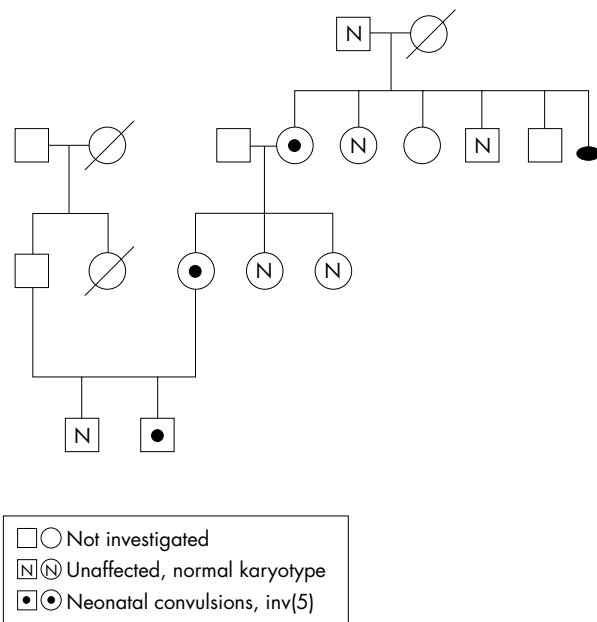 N
N N
N N
N
Not investigated
N N Unaffected, normal karyotype
Neonatal convulsions, inv(5)